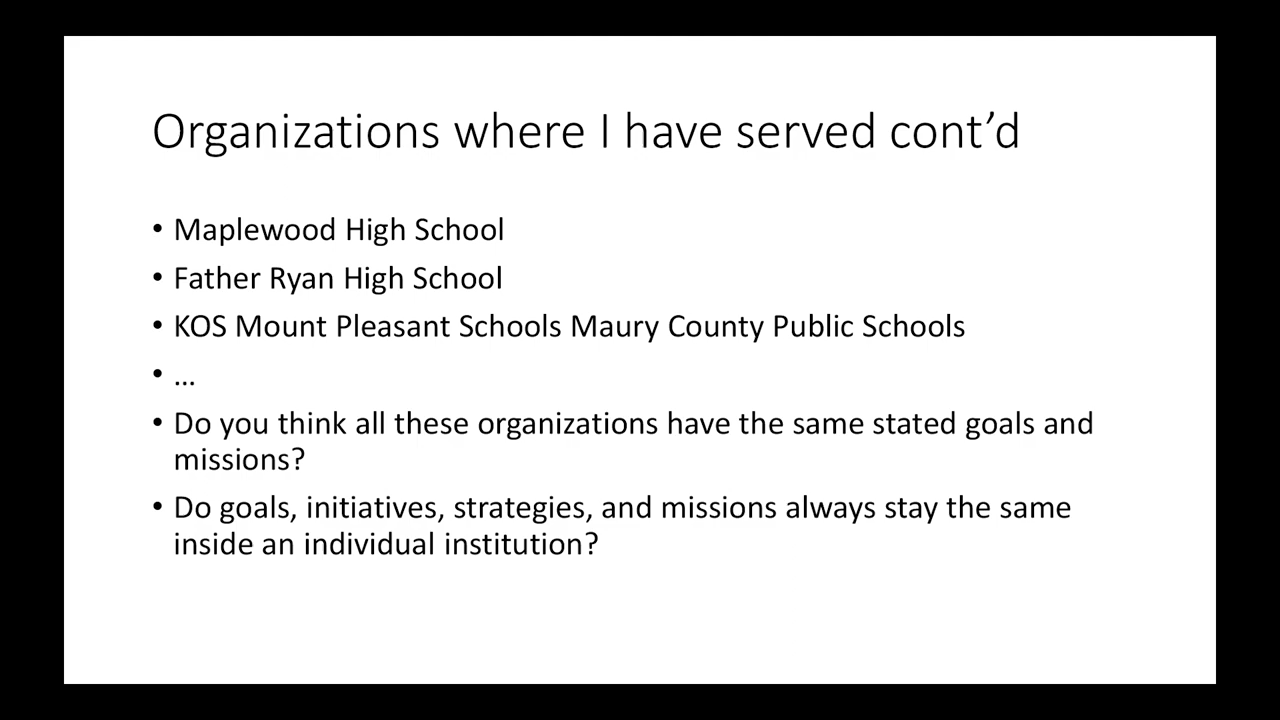 Organizations where I have served cont’d
• Maplewood High School
• Father Ryan High School
• KOS Mount Pleasant Schools Maury County Public Schools
• …
• Do you think all these organizations have the same stated goals and
missions?
• Do goals, initiatives, strategies, and missions always stay the same
inside an individual institution?